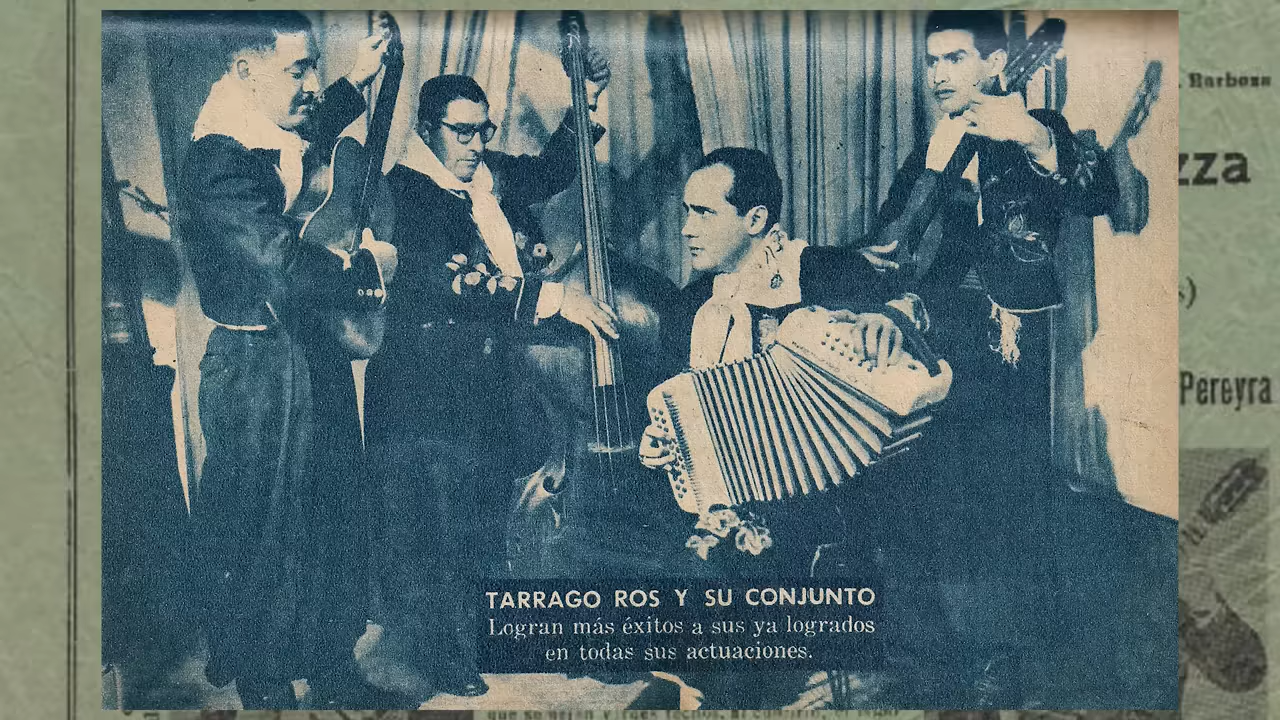 Barbosa
zza
s)
Pereyra
TARRAGO ROS Y SU CONJUNTO
Logran más éxitos a sus ya logrados
en todas sus actuaciones.